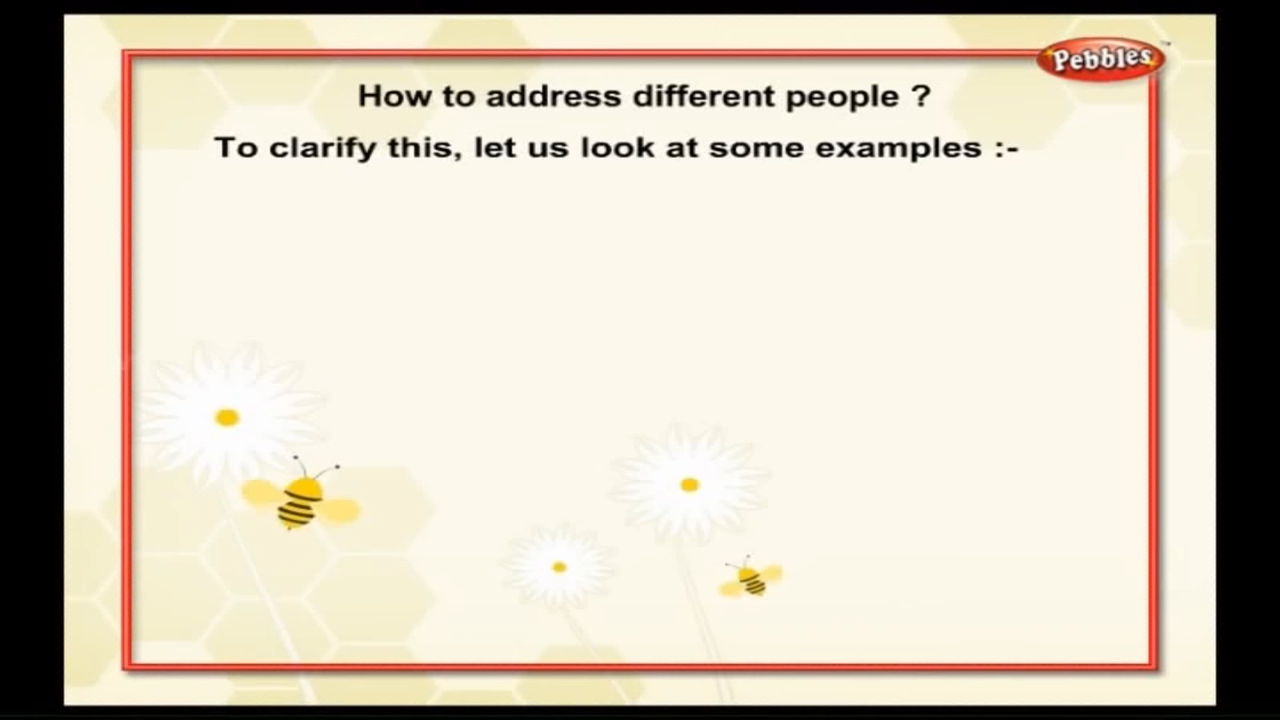 Pebbles
How to address different people ?
To clarify this, let us look at some examples :-